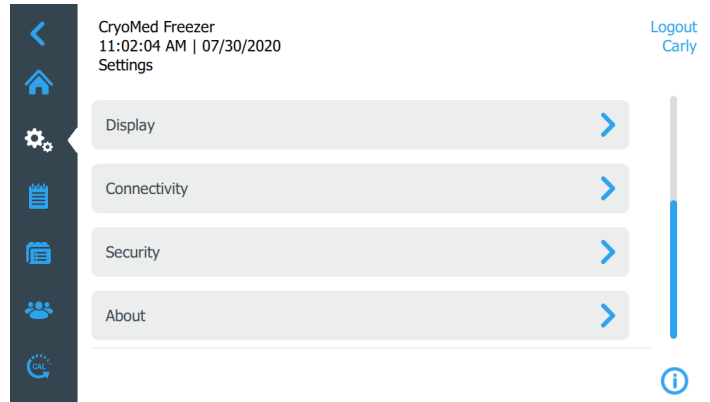 CryoMed Freezer
11:02:04 AM | 07/30/2020
Settings
Logout
Carly
Display
Connectivity
Security
About
CAL